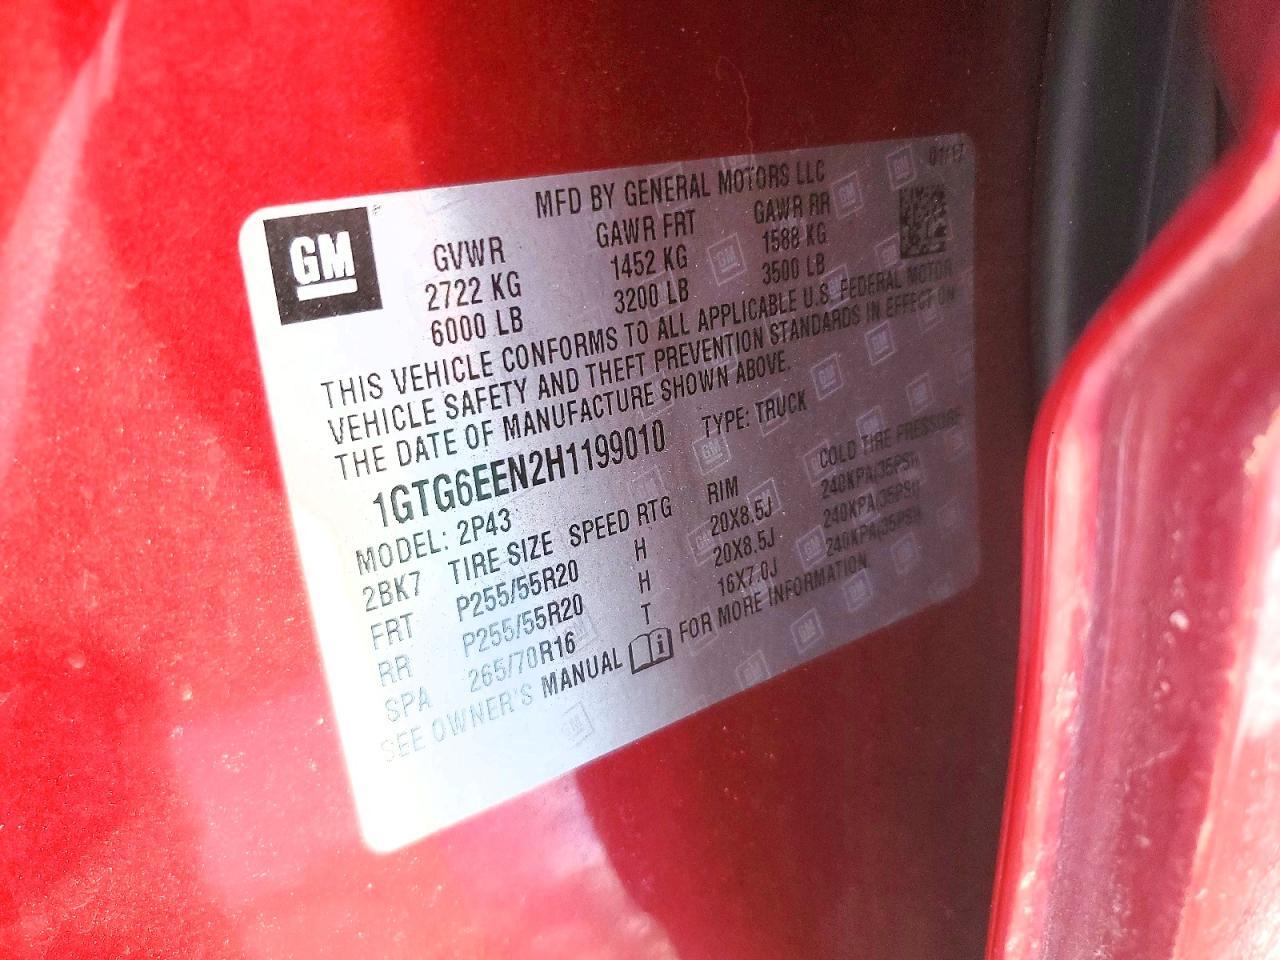 01/17
MFD BY GENERAL MOTORS LLC
GM
GVWR GAWR FRT GAWR RR
2722 KG 1452 KG 1588 KG
6000 LB 3200 LB 3500 LB
THIS VEHICLE CONFORMS TO ALL APPLICABLE U.S. FEDERAL MOTOR
VEHICLE SAFETY AND THEFT PREVENTION STANDARDS IN EFFECT ON
THE DATE OF MANUFACTURE SHOWN ABOVE.
1GTG6EEN2H1199010 TYPE: TRUCK
MODEL: 2P43
2BK7 TIRE SIZE SPEED RTG RIM COLD TIRE PRESSURE
FRT P255/55R20 H 20X8.5J 240KPA(35PSI)
RR P255/55R20 H 20X8.5J 240KPA(35PSI)
SPA 265/70R16 T 16X7.0J 240KPA(35PSI)
SEE OWNER'S MANUAL FOR MORE INFORMATION.